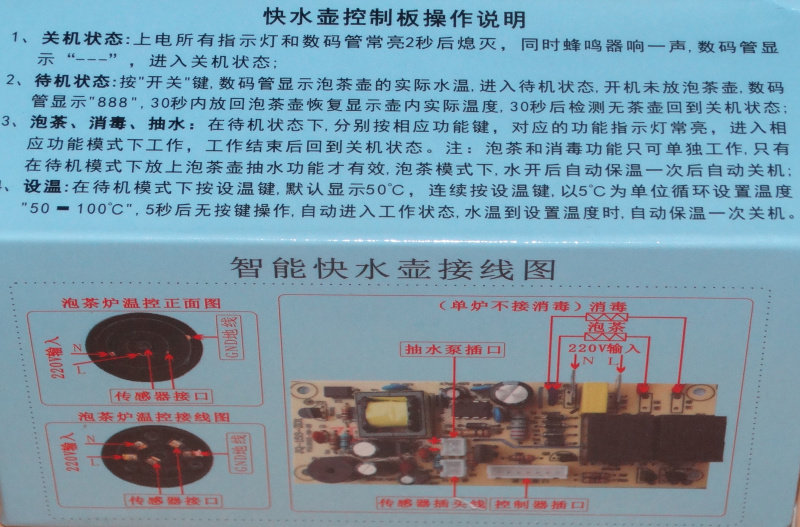 快水壶控制板操作说明
1、关机状态:上电所有指示灯和数码管常亮2秒后熄灭，同时蜂鸣器响一声,数码管显
示“---”，进入关机状态;
2、待机状态:按"开关"键,数码管显示泡茶壶的实际水温,进入待机状态,开机未放泡茶壶,数码
管显示"888",30秒内放回泡茶壶恢复显示壶内实际温度,30秒后检测无茶壶回到关机状态;
3、泡茶、消毒、抽水：在待机状态下,分别按相应功能键，对应的功能指示灯常亮，进入相
应功能模式下工作，工作结束后回到关机状态。注：泡茶和消毒功能只可单独工作,只有
在待机模式下放上泡茶壶抽水功能才有效,泡茶模式下,水开后自动保温一次后自动关机;
、设温:在待机模式下按设温键,默认显示50℃，连续按设温键,以5℃为单位循环设置温度
"50 - 100℃",5秒后无按键操作,自动进入工作状态,水温到设置温度时,自动保温一次关机。
智能快水壶接线图
泡茶炉温控正面图
220V输入
N
L
GND地线
传感器接口
泡茶炉温控接线图
220V输入
N
L
GND地线
传感器接口
(单炉不接消毒)消毒
泡茶
220V输入
N L
抽水泵插口
传感器插头线
控制器插口